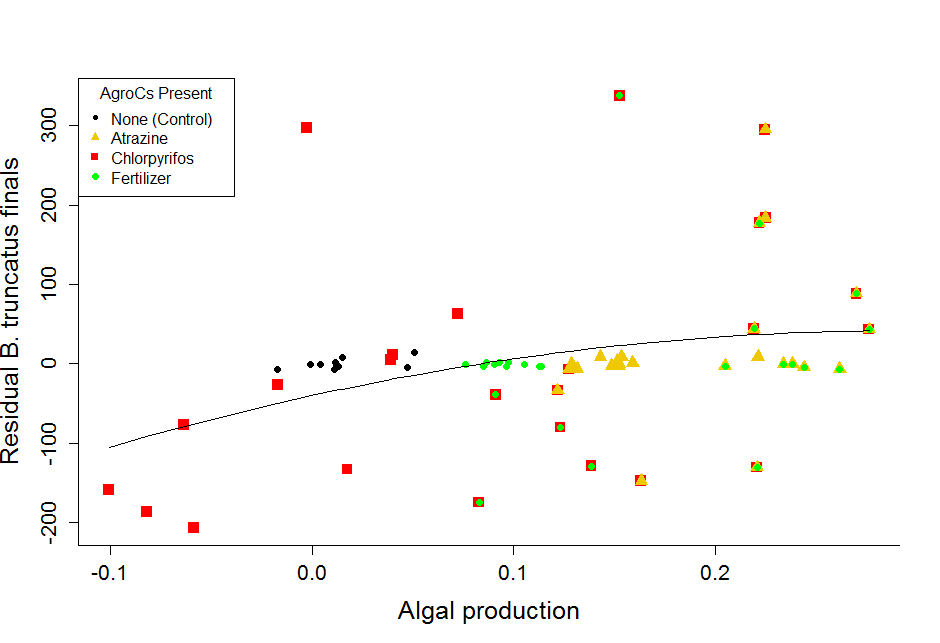 AgroCs Present
None (Control)
Atrazine
Chlorpyrifos
Fertilizer
Residual B. truncatus finals
300
200
100
0
-100
-200
-0.1
0.0
0.1
0.2
Algal production